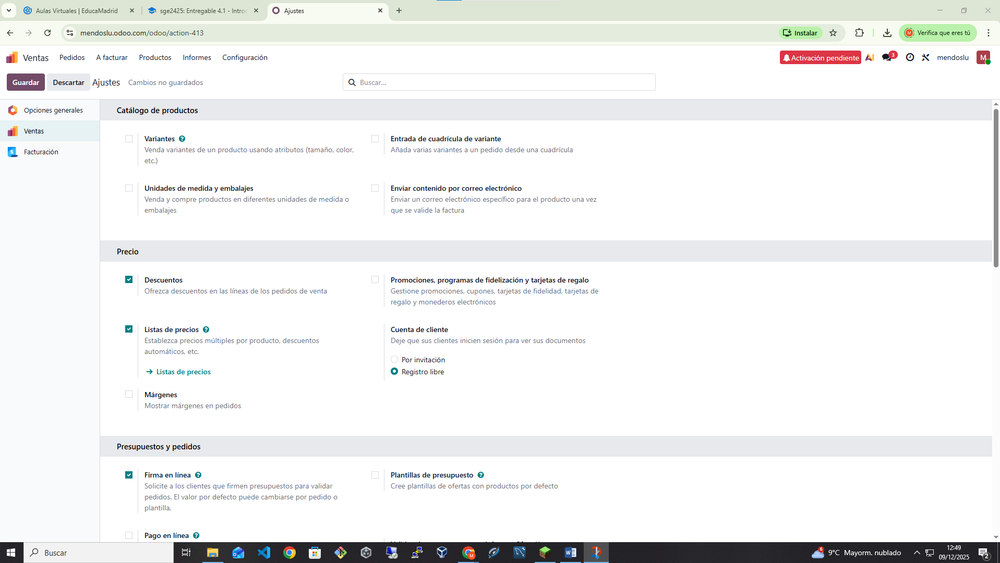 Aulas Virtuales | EducaMadrid
sge2425: Entregable 4.1 - Introd
Ajustes
mendoslu.odoo.com/odoo/action-413
Instalar
Verifica que eres tú
Ventas
Pedidos
A facturar
Productos
Informes
Configuración
Activación pendiente
AI
3
mendoslu
M
Guardar
Descartar
Ajustes
Cambios no guardados
Buscar...
Opciones generales
Ventas
Facturación
Catálogo de productos
Variantes
Venda variantes de un producto usando atributos (tamaño, color,
etc.)
Entrada de cuadrícula de variante
Añada varias variantes a un pedido desde una cuadrícula
Unidades de medida y embalajes
Venda y compre productos en diferentes unidades de medida o
embalajes
Enviar contenido por correo electrónico
Enviar un correo electrónico específico para el producto una vez
que se valide la factura
Precio
Descuentos
Ofrezca descuentos en las líneas de los pedidos de venta
Promociones, programas de fidelización y tarjetas de regalo
Gestione promociones, cupones, tarjetas de fidelidad, tarjetas de
regalo y monederos electrónicos
Listas de precios
Establezca precios múltiples por producto, descuentos
automáticos, etc.
Listas de precios
Cuenta de cliente
Deje que sus clientes inicien sesión para ver sus documentos
Por invitación
Registro libre
Márgenes
Mostrar márgenes en pedidos
Presupuestos y pedidos
Firma en línea
Solicite a los clientes que firmen presupuestos para validar
pedidos. El valor por defecto puede cambiarse por pedido o
plantilla.
Plantillas de presupuesto
Cree plantillas de ofertas con productos por defecto
Pago en línea
Buscar
6
9°C Mayorm. nublado
12:49
09/12/2025
2